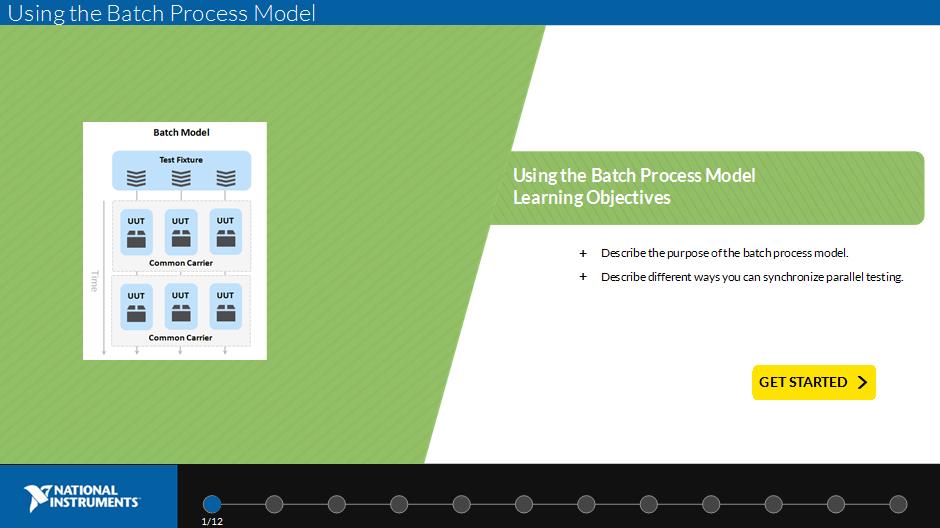 Using the Batch Process Model
Batch Model
Test Fixture
UUT UUT UUT
Common Carrier
UUT UUT UUT
Common Carrier
Time
Using the Batch Process Model
Learning Objectives
+ Describe the purpose of the batch process model.
+ Describe different ways you can synchronize parallel testing.
GET STARTED
NATIONAL
INSTRUMENTS
1/12